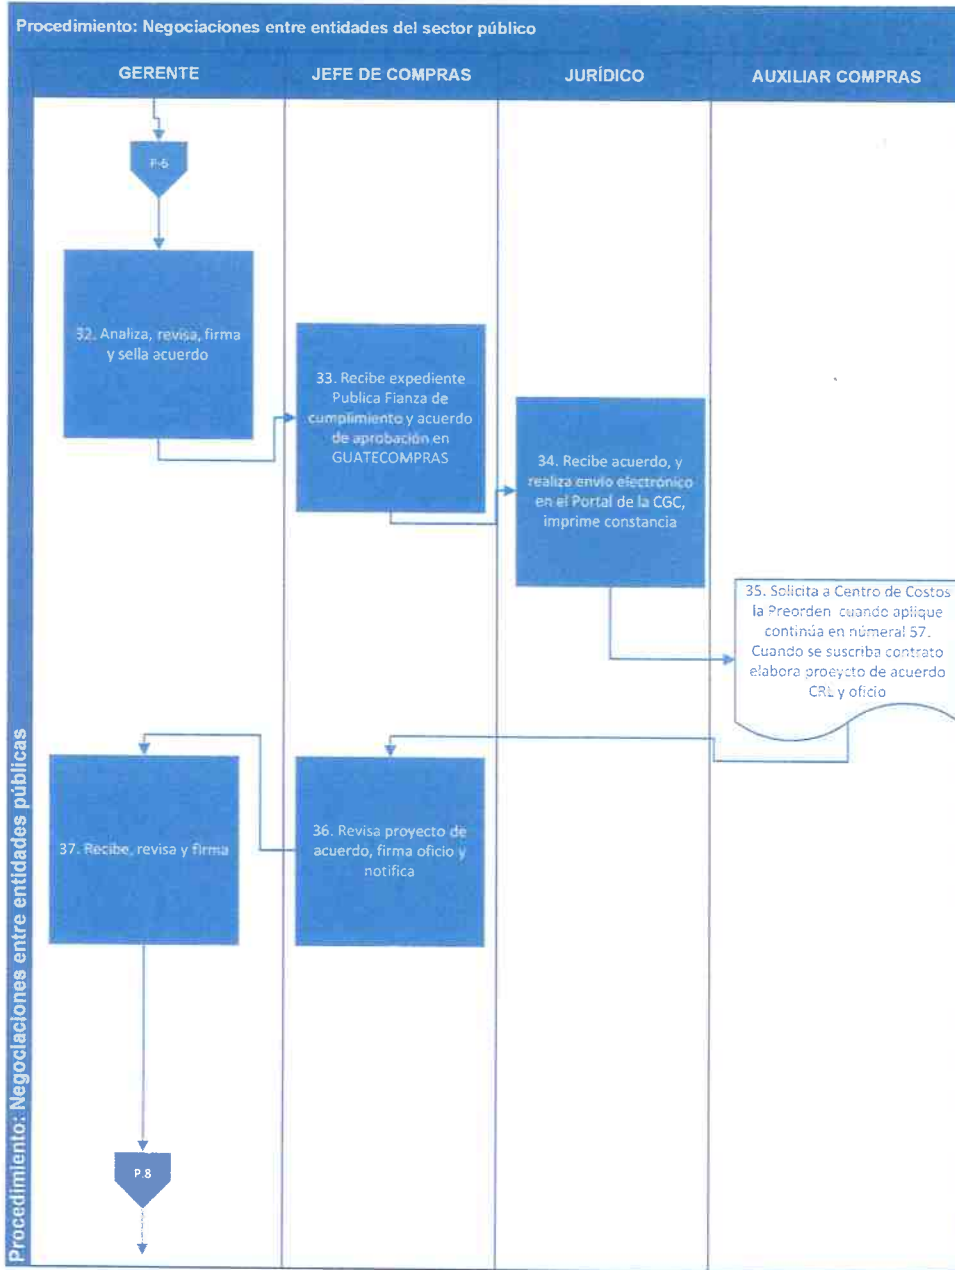 Procedimiento: Negociaciones entre entidades del sector público
GERENTE
JEFE DE COMPRAS
JURÍDICO
AUXILIAR COMPRAS
P-6
32. Analiza, revisa, firma
y sella acuerdo
33. Recibe expediente
Publica Fianza de
cumplimiento y acuerdo
de aprobación en
GUATECOMPRAS
34. Recibe acuerdo, y
realiza envío electrónico
en el Portal de la CGC,
imprime constancia
35. Solicita a Centro de Costos
la Preorden cuando aplique
continúa en númeral 57.
Cuando se suscriba contrato
elabora proeycto de acuerdo
CRL y oficio
36. Revisa proyecto de
acuerdo, firma oficio y
notifica
37. Recibe, revisa y firma
P.8
Procedimiento: Negociaciones entre entidades públicas